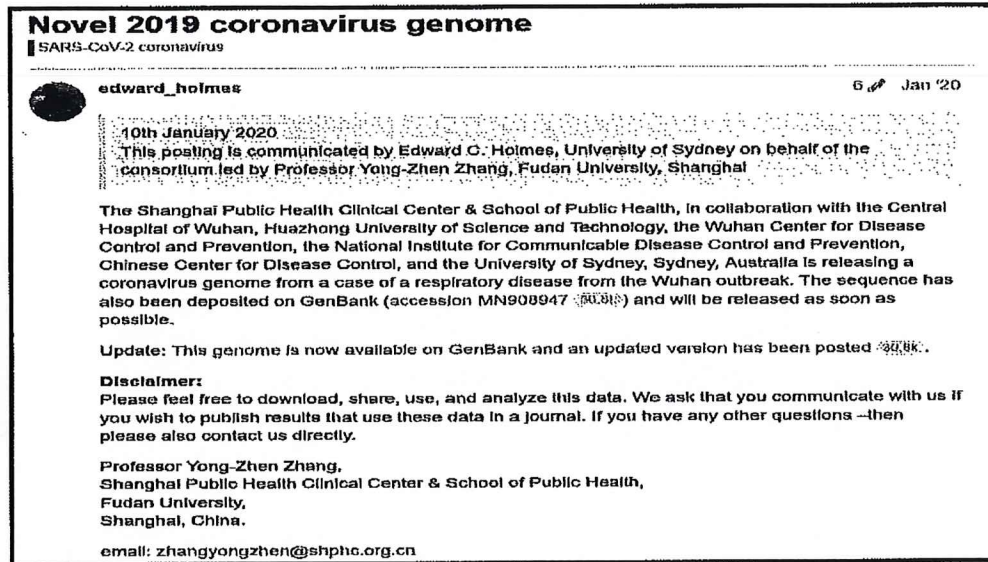 Novel 2019 coronavirus genome
SARS-CoV-2 coronavirus
edward_holmes
6 Jan '20
10th January 2020
This posting is communicated by Edward C. Holmes, University of Sydney on behalf of the
consortium led by Professor Yong-Zhen Zhang, Fudan University, Shanghai
The Shanghai Public Health Clinical Center & School of Public Health, in collaboration with the Central
Hospital of Wuhan, Huazhong University of Science and Technology, the Wuhan Center for Disease
Control and Prevention, the National Institute for Communicable Disease Control and Prevention,
Chinese Center for Disease Control, and the University of Sydney, Sydney, Australia is releasing a
coronavirus genome from a case of a respiratory disease from the Wuhan outbreak. The sequence has
also been deposited on GenBank (accession MN908947 ) and will be released as soon as
possible.
Update: This genome is now available on GenBank and an updated version has been posted .
Disclaimer:
Please feel free to download, share, use, and analyze this data. We ask that you communicate with us if
you wish to publish results that use these data in a journal. If you have any other questions –then
please also contact us directly.
Professor Yong-Zhen Zhang,
Shanghai Public Health Clinical Center & School of Public Health,
Fudan University,
Shanghai, China.
email: zhangyongzhen@shphc.org.cn